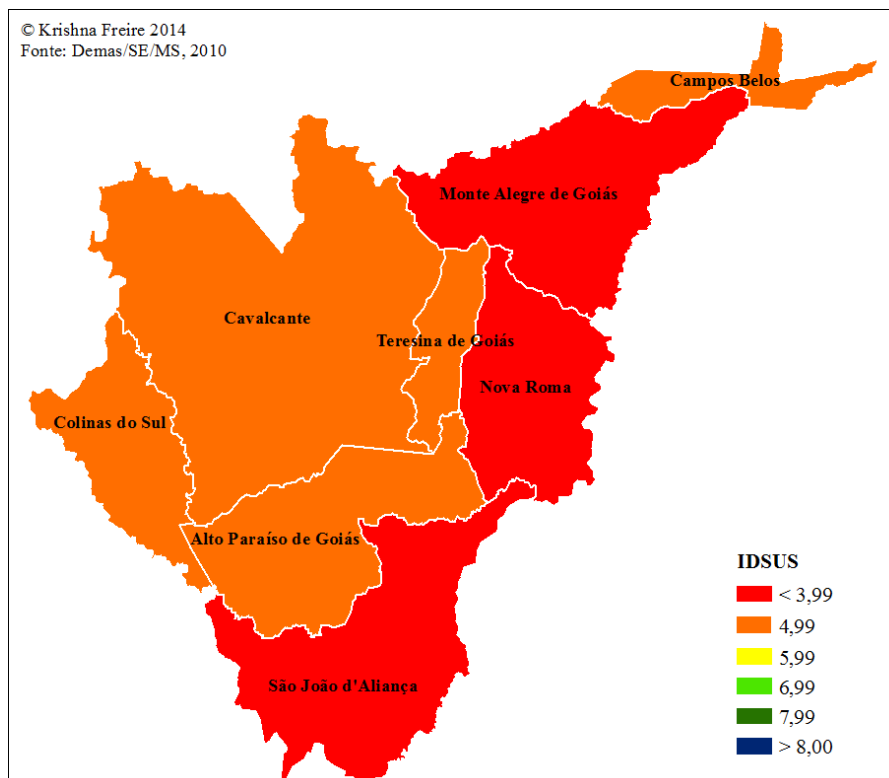 © Krishna Freire 2014
Fonte: Demas/SE/MS, 2010
Campos Belos
Monte Alegre de Goiás
Cavalcante
Teresina de Goiás
Nova Roma
Colinas do Sul
Alto Paraíso de Goiás
São João d'Aliança
IDSUS
< 3,99
4,99
5,99
6,99
7,99
> 8,00